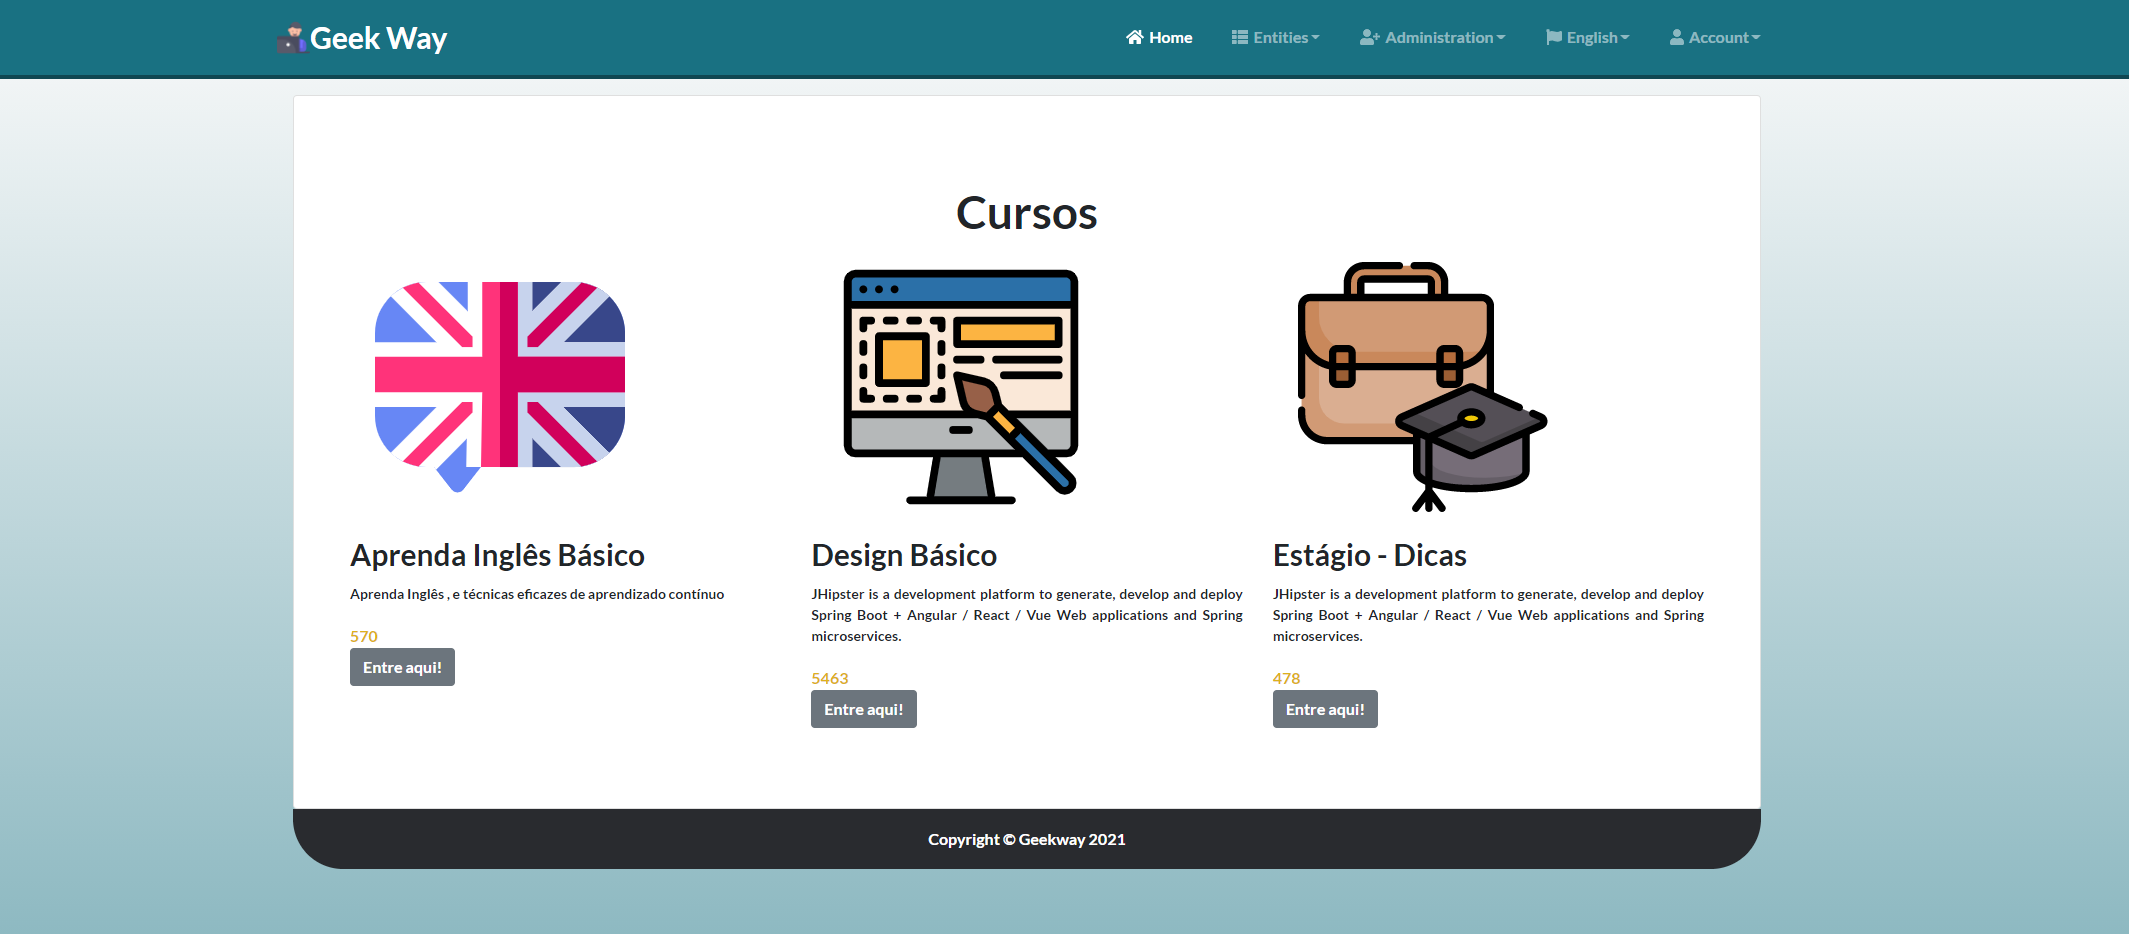 Geek Way
Home Entities Administration English Account
Cursos
Aprenda Inglês Básico
Aprenda Inglês , e técnicas eficazes de aprendizado contínuo
570
Entre aqui!
Design Básico
JHipster is a development platform to generate, develop and deploy
Spring Boot + Angular / React / Vue Web applications and Spring
microservices.
5463
Entre aqui!
Estágio - Dicas
JHipster is a development platform to generate, develop and deploy
Spring Boot + Angular / React / Vue Web applications and Spring
microservices.
478
Entre aqui!
Copyright © Geekway 2021